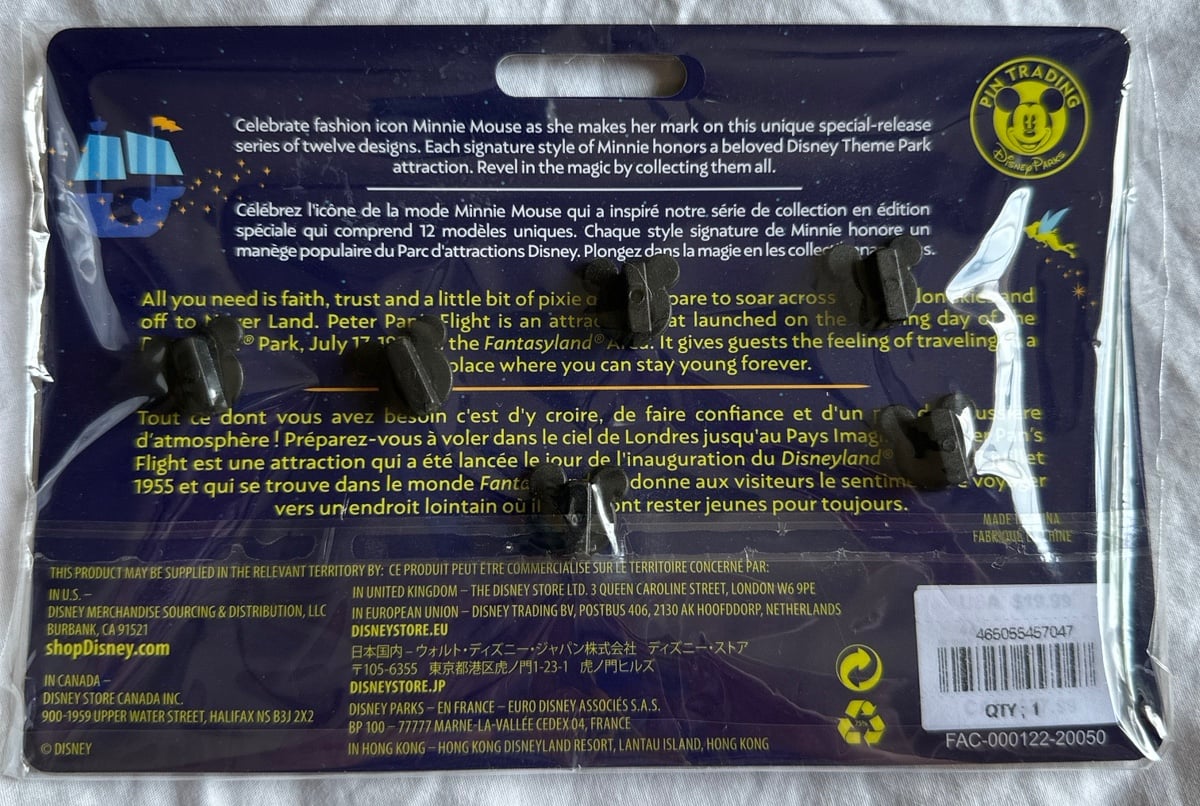 PIN TRADING
Disney PARKS
Celebrate fashion icon Minnie Mouse as she makes her mark on this unique special-release
series of twelve designs. Each signature style of Minnie honors a beloved Disney Theme Park
attraction. Revel in the magic by collecting them all.
Célébrez l'icône de la mode Minnie Mouse qui a inspiré notre série de collection en édition
spéciale qui comprend 12 modèles uniques. Chaque style signature de Minnie honore un
manège populaire du Parc d'attractions Disney. Plongez dans la magie en les
All you need is faith, trust and a little bit of pixie to soar across and
off to Land. Peter Flight is an launched on the day of
® Park, July 17, the Fantasyland® It gives guests the feeling of traveling a
place where you can stay young forever.
Tout ce dont vous avez besoin c'est d'y croire, de faire confiance et d'un
d'atmosphère ! Préparez-vous à voler dans le ciel de Londres jusqu'au Pays
Flight est une attraction qui a été lancée le jour de l'inauguration du Disneyland®
1955 et qui se trouve dans le monde donne aux visiteurs le
vers un endroit lointain où rester jeunes pour toujours.
MADE
FABRIQUÉ
THIS PRODUCT MAY BE SUPPLIED IN THE RELEVANT TERRITORY BY: CE PRODUIT PEUT ÊTRE COMMERCIALISÉ SUR LE TERRITOIRE CONCERNÉ PAR:
IN U.S. –
DISNEY MERCHANDISE SOURCING & DISTRIBUTION, LLC
BURBANK, CA 91521
shopDisney.com
IN CANADA –
DISNEY STORE CANADA INC.
900-1959 UPPER WATER STREET, HALIFAX NS B3J 2X2
© DISNEY
IN UNITED KINGDOM – THE DISNEY STORE LTD. 3 QUEEN CAROLINE STREET, LONDON W6 9PE
IN EUROPEAN UNION – DISNEY TRADING BV, POSTBUS 406, 2130 AK HOOFDDORP, NETHERLANDS
DISNEYSTORE.EU
日本国内 – ウォルト・ディズニー・ジャパン株式会社 ディズニー・ストア
〒105-6355 東京都港区虎ノ門1-23-1 虎ノ門ヒルズ
DISNEYSTORE.JP
DISNEY PARKS – EN FRANCE – EURO DISNEY ASSOCIÉS S.A.S.
BP 100 – 77777 MARNE-LA-VALLÉE CEDEX 04, FRANCE
IN HONG KONG – HONG KONG DISNEYLAND RESORT, LANTAU ISLAND, HONG KONG
465055457047
QTY ; 1
FAC-000122-20050